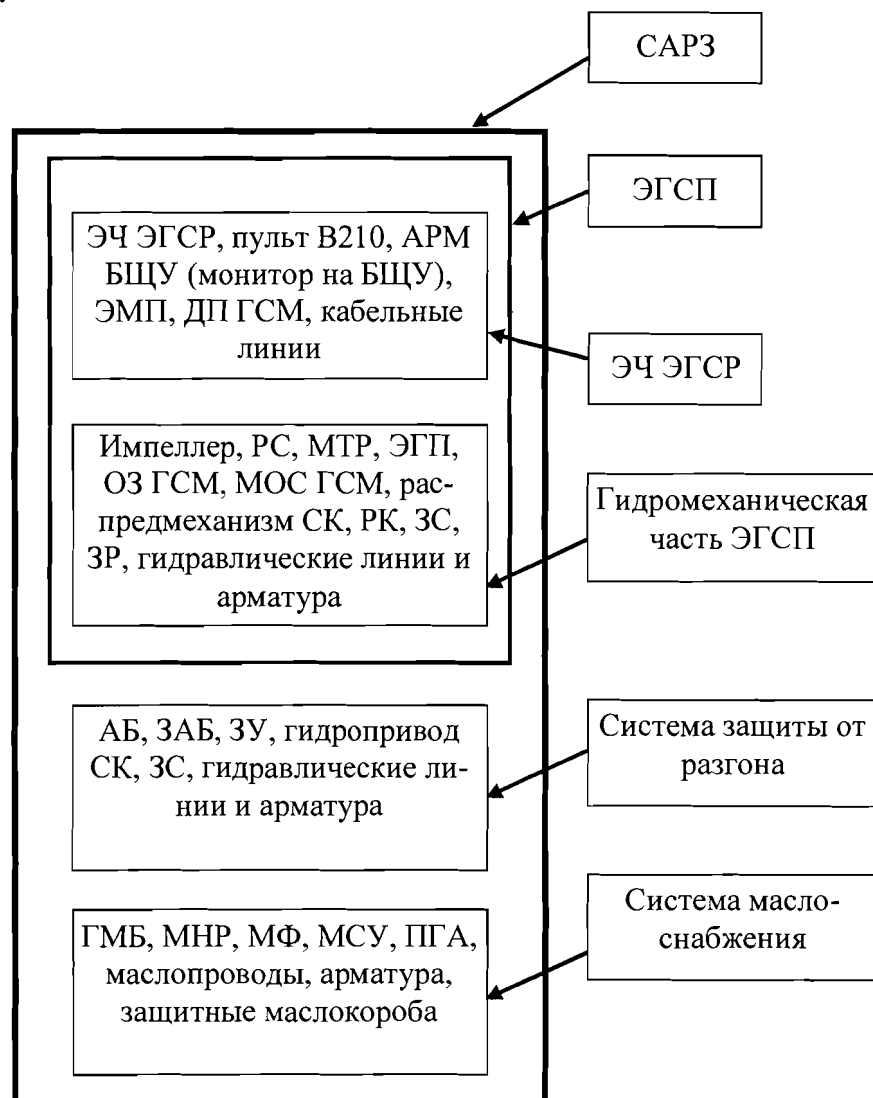 САРЗ
ЭГСП
ЭЧ ЭГСР, пульт В210, АРМ
БЩУ (монитор на БЩУ),
ЭМП, ДП ГСМ, кабельные
линии
ЭЧ ЭГСР
Импеллер, РС, МТР, ЭГП,
ОЗ ГСМ, МОС ГСМ, рас-
предмеханизм СК, РК, ЗС,
ЗР, гидравлические линии и
арматура
Гидромеханическая
часть ЭГСП
АБ, ЗАБ, ЗУ, гидропривод
СК, ЗС, гидравлические ли-
нии и арматура
Система защиты от
разгона
ГМБ, МНР, МФ, МСУ, ПГА,
маслопроводы, арматура,
защитные маслокороба
Система масло-
снабжения